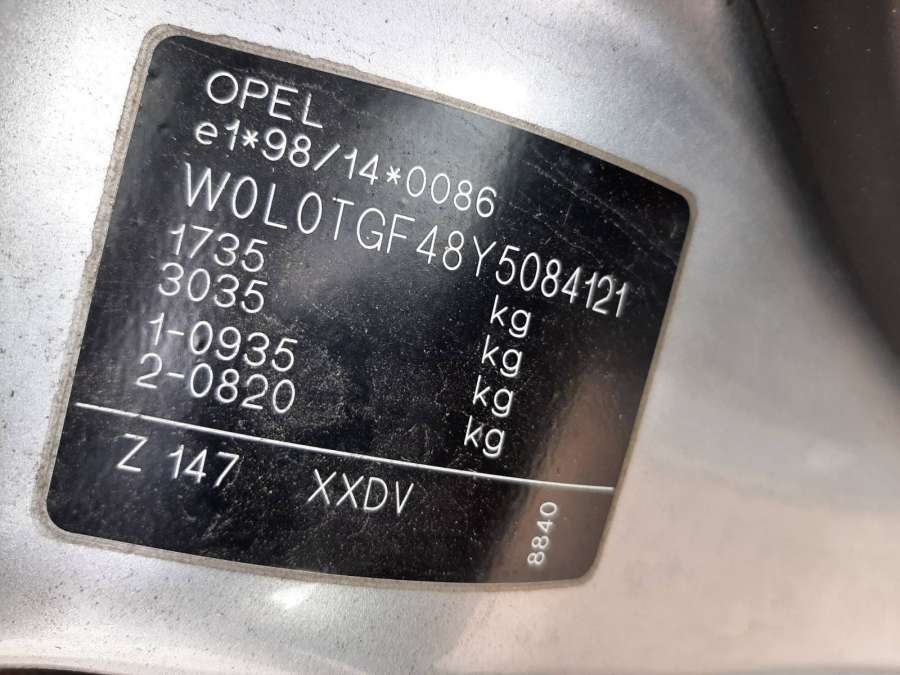 OPEL
e1*98/14*0086
W0L0TGF48Y5084121
1735 kg
3035 kg
1-0935 kg
2-0820 kg
Z 147 XXDV
8840